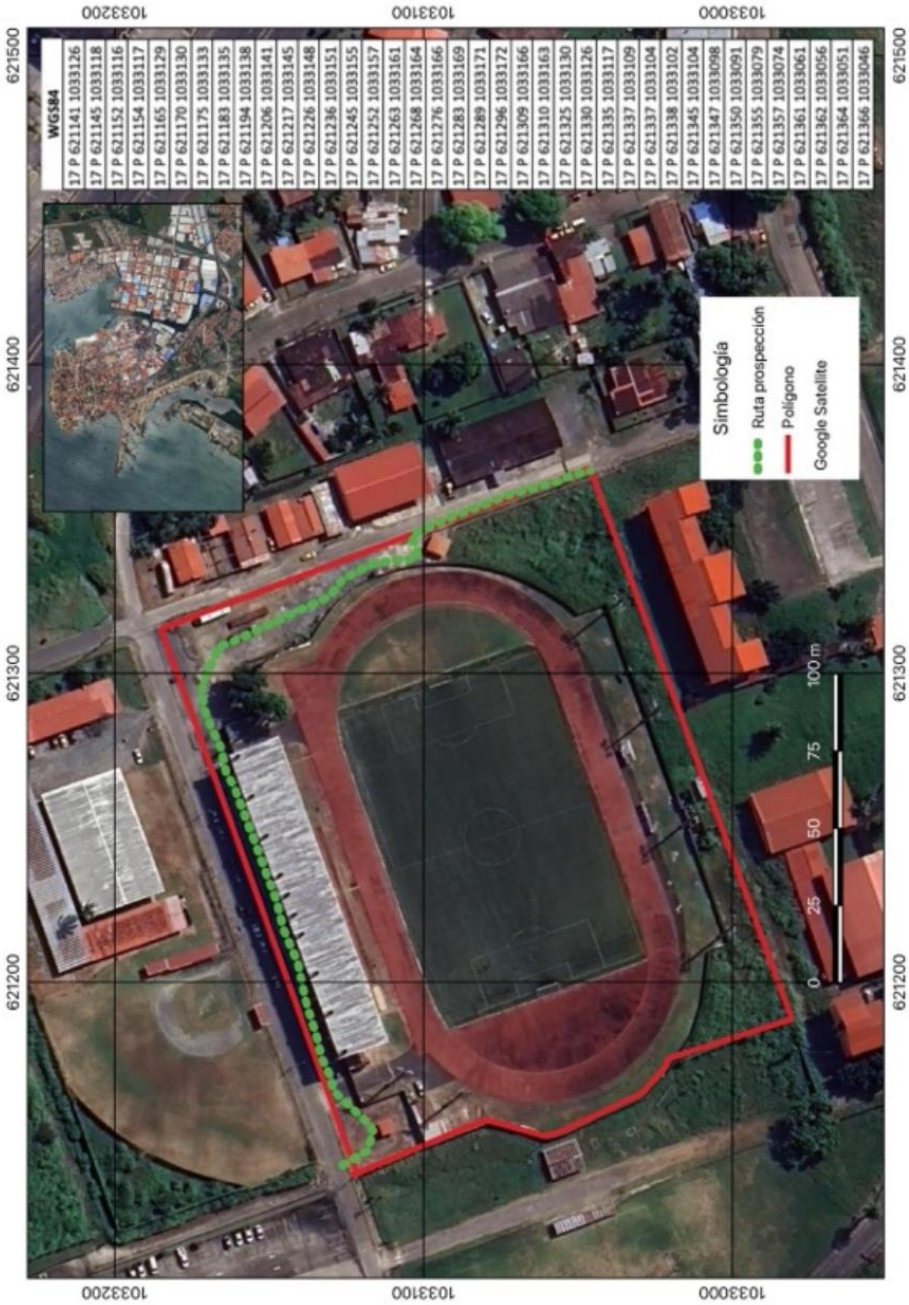 621200 621300 621400 621500
1033200 1033200
1033100 1033100
1033000 1033000
WGS84
17 P 621141 1033126
17 P 621145 1033118
17 P 621152 1033116
17 P 621154 1033117
17 P 621165 1033129
17 P 621170 1033130
17 P 621175 1033133
17 P 621183 1033135
17 P 621194 1033138
17 P 621206 1033141
17 P 621217 1033145
17 P 621226 1033148
17 P 621236 1033151
17 P 621245 1033155
17 P 621252 1033157
17 P 621263 1033161
17 P 621268 1033164
17 P 621276 1033166
17 P 621283 1033169
17 P 621289 1033171
17 P 621296 1033172
17 P 621309 1033166
17 P 621310 1033163
17 P 621325 1033130
17 P 621330 1033126
17 P 621335 1033117
17 P 621337 1033109
17 P 621337 1033104
17 P 621338 1033102
17 P 621345 1033104
17 P 621347 1033098
17 P 621350 1033091
17 P 621355 1033079
17 P 621357 1033074
17 P 621361 1033061
17 P 621362 1033056
17 P 621364 1033051
17 P 621366 1033046
Simbología
Ruta prospección
Polígono
Google Satellite
0 25 50 75 100 m
621200 621300 621400 621500